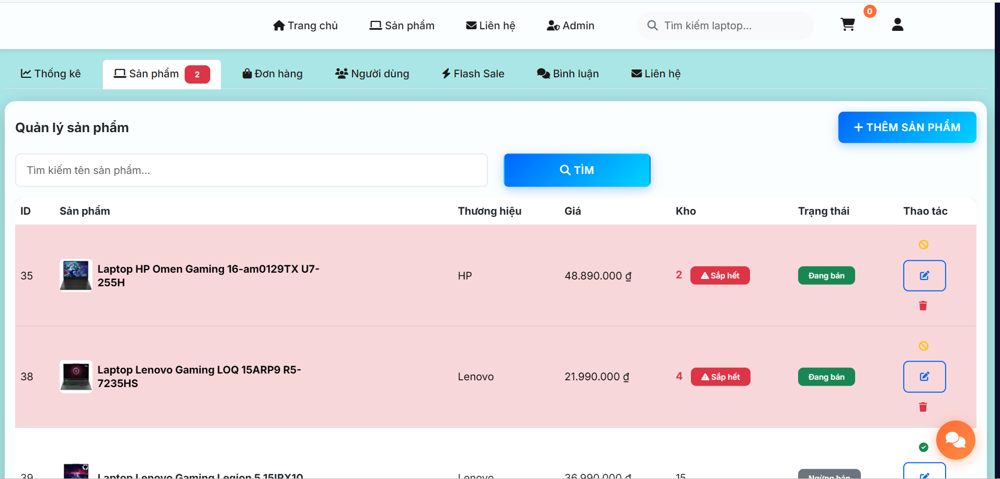 Trang chủ Sản phẩm Liên hệ Admin Tìm kiếm laptop... 0
Thống kê Sản phẩm 2 Đơn hàng Người dùng Flash Sale Bình luận Liên hệ
Quản lý sản phẩm
+ THÊM SẢN PHẨM
Tìm kiếm tên sản phẩm...
TÌM
ID Sản phẩm Thương hiệu Giá Kho Trạng thái Thao tác
35 Laptop HP Omen Gaming 16-am0129TX U7-
255H HP 48.890.000 ₫ 2 Sắp hết Đang bán
38 Laptop Lenovo Gaming LOQ 15ARP9 R5-
7235HS Lenovo 21.990.000 ₫ 4 Sắp hết Đang bán
39 Laptop Lenovo Gaming Legion 5 15IRX10 Lenovo 36.990.000 ₫ 15 Ngừng bán